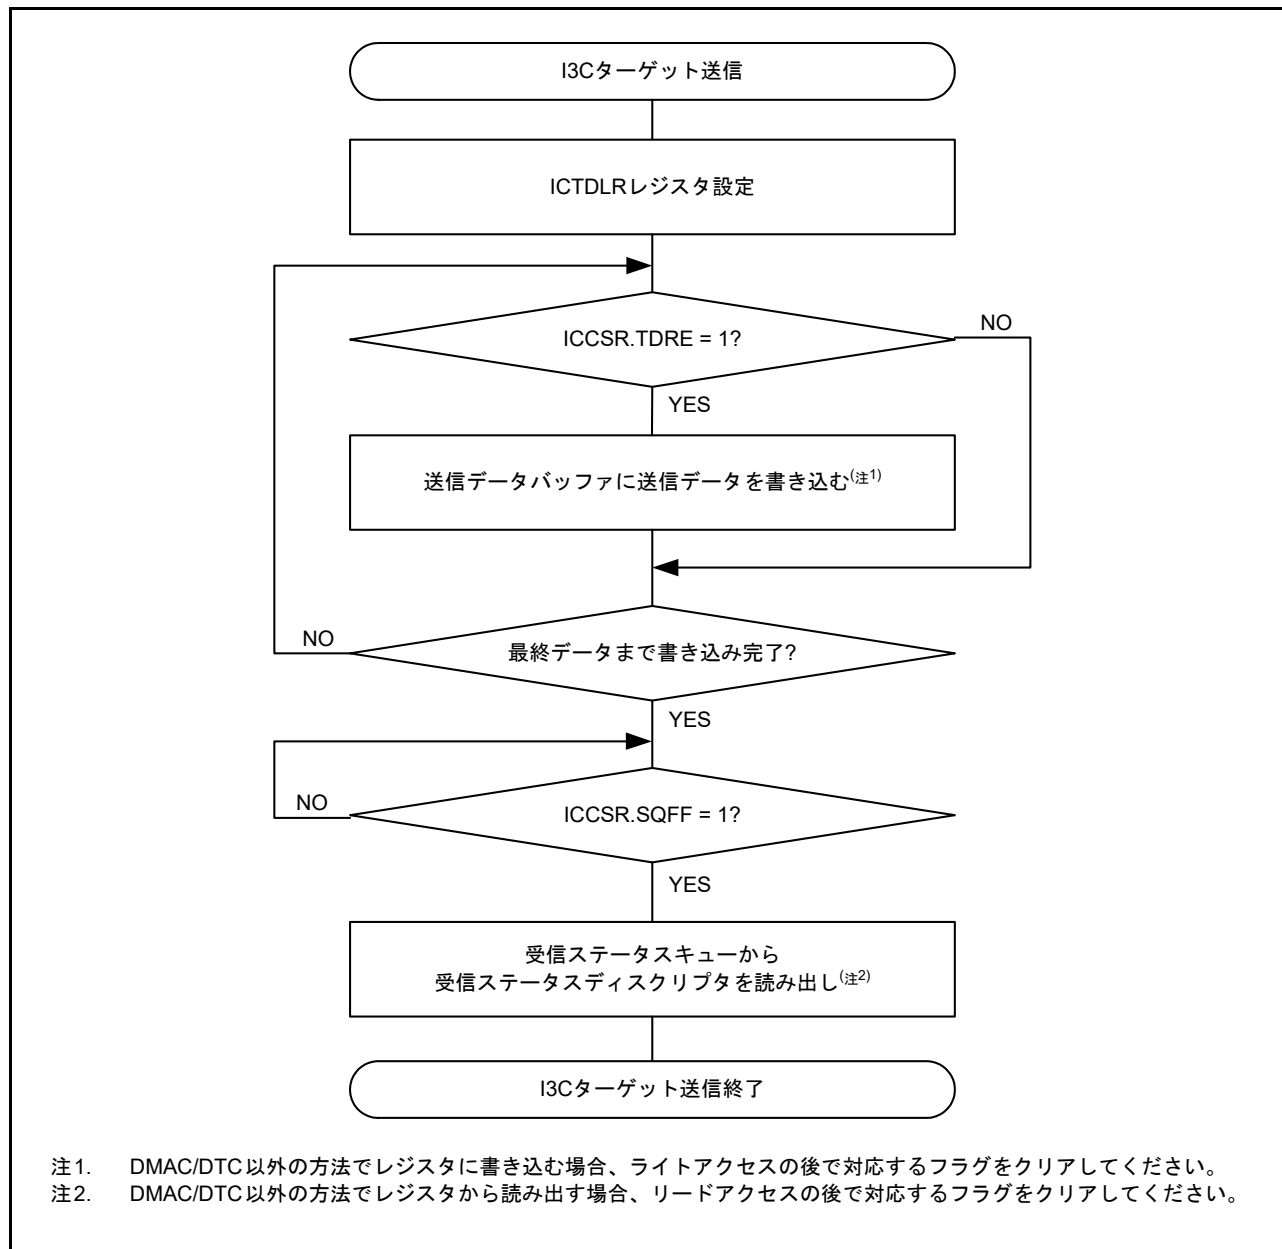 I3Cターゲット送信
ICTDLRレジスタ設定
ICCSR.TDRE = 1?
NO
YES
送信データバッファに送信データを書き込む(注1)
NO
最終データまで書き込み完了?
YES
NO
ICCSR.SQFF = 1?
YES
受信ステータスキューから
受信ステータスディスクリプタを読み出し(注2)
I3Cターゲット送信終了
注1. DMAC/DTC以外の方法でレジスタに書き込む場合、ライトアクセスの後で対応するフラグをクリアしてください。
注2. DMAC/DTC以外の方法でレジスタから読み出す場合、リードアクセスの後で対応するフラグをクリアしてください。